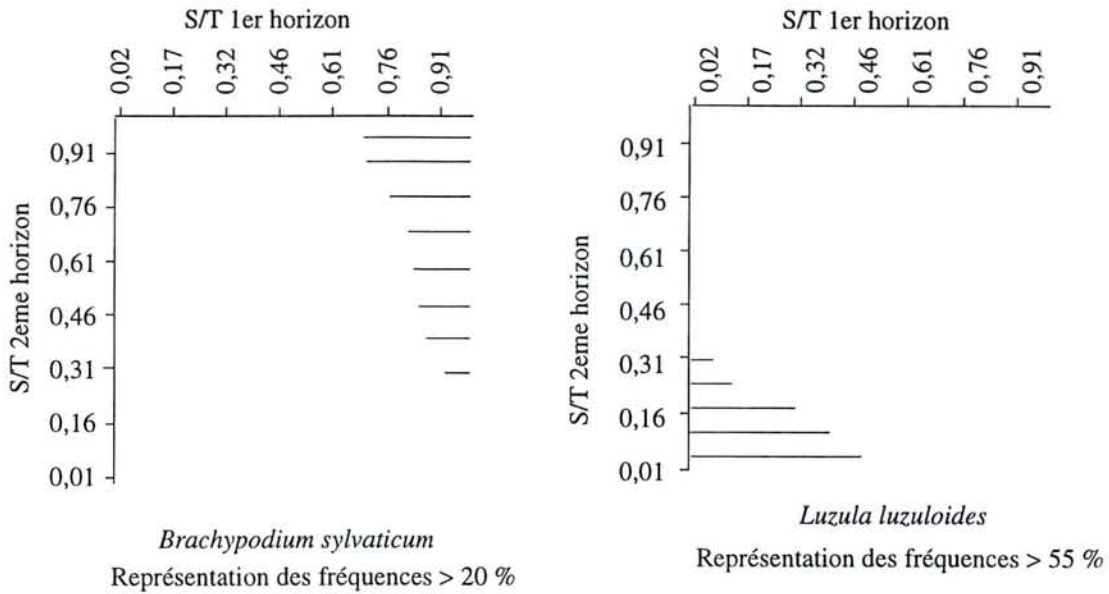 S/T 1er horizon
0,02 0,17 0,32 0,46 0,61 0,76 0,91
S/T 2eme horizon
0,91
0,76
0,61
0,46
0,31
0,16
0,01
Brachypodium sylvaticum
Représentation des fréquences > 20 %
S/T 1er horizon
0,02 0,17 0,32 0,46 0,61 0,76 0,91
S/T 2eme horizon
0,91
0,76
0,61
0,46
0,31
0,16
0,01
Luzula luzuloides
Représentation des fréquences > 55 %